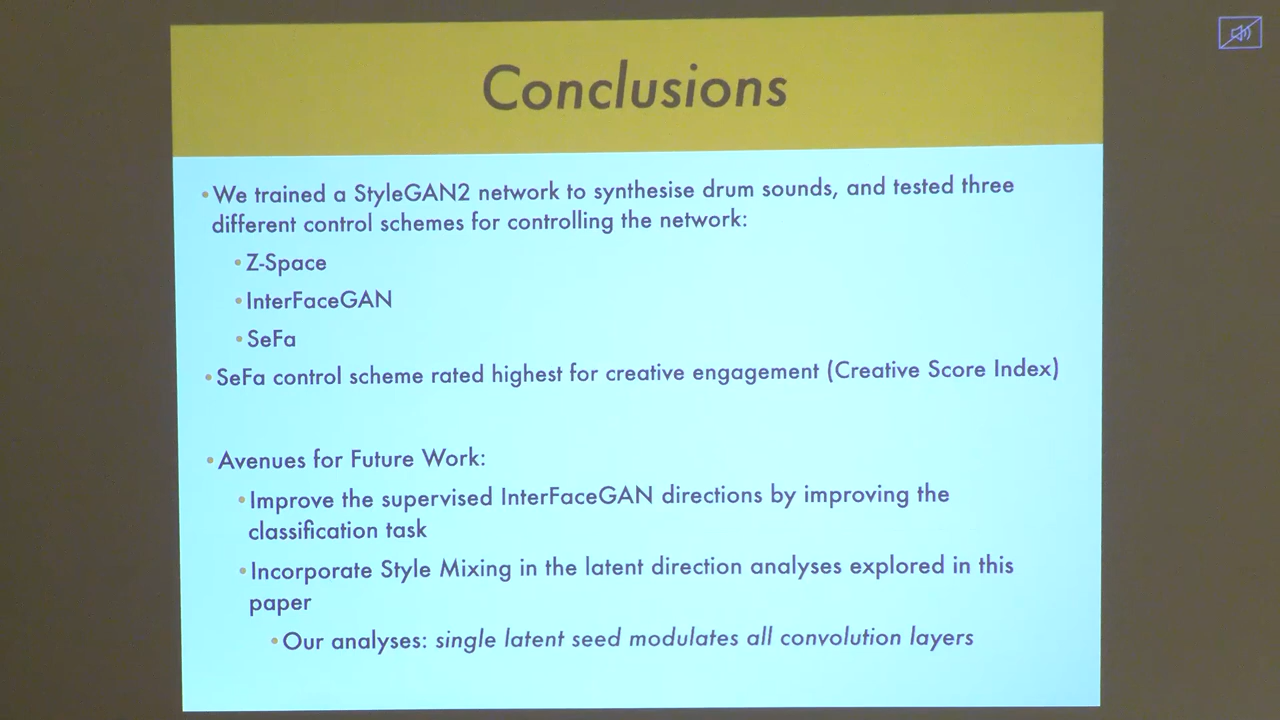 Conclusions
•We trained a StyleGAN2 network to synthesise drum sounds, and tested three
different control schemes for controlling the network:
•Z-Space
•InterFaceGAN
•SeFa
•SeFa control scheme rated highest for creative engagement (Creative Score Index)
•Avenues for Future Work:
•Improve the supervised InterFaceGAN directions by improving the
classification task
•Incorporate Style Mixing in the latent direction analyses explored in this
paper
•Our analyses: single latent seed modulates all convolution layers